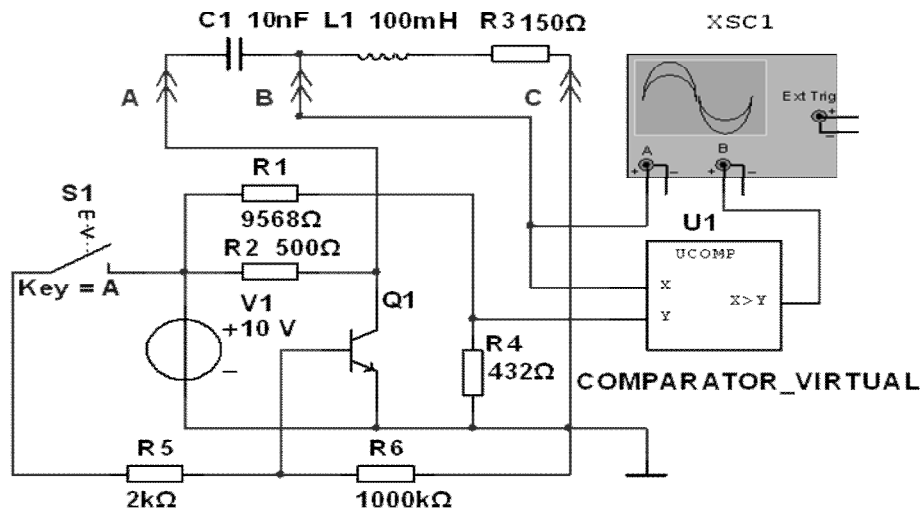 C1 10nF L1 100mH R3 150Ω
XSC1
A B C
Ext Trig
+
−
A B
+ − + −
R1
9568Ω
S1
E-v
Key = A
R2 500Ω
V1
+10 V
−
Q1
U1
UCOMP
X
Y
X>Y
R4
432Ω
COMPARATOR_VIRTUAL
R5
2kΩ
R6
1000kΩ